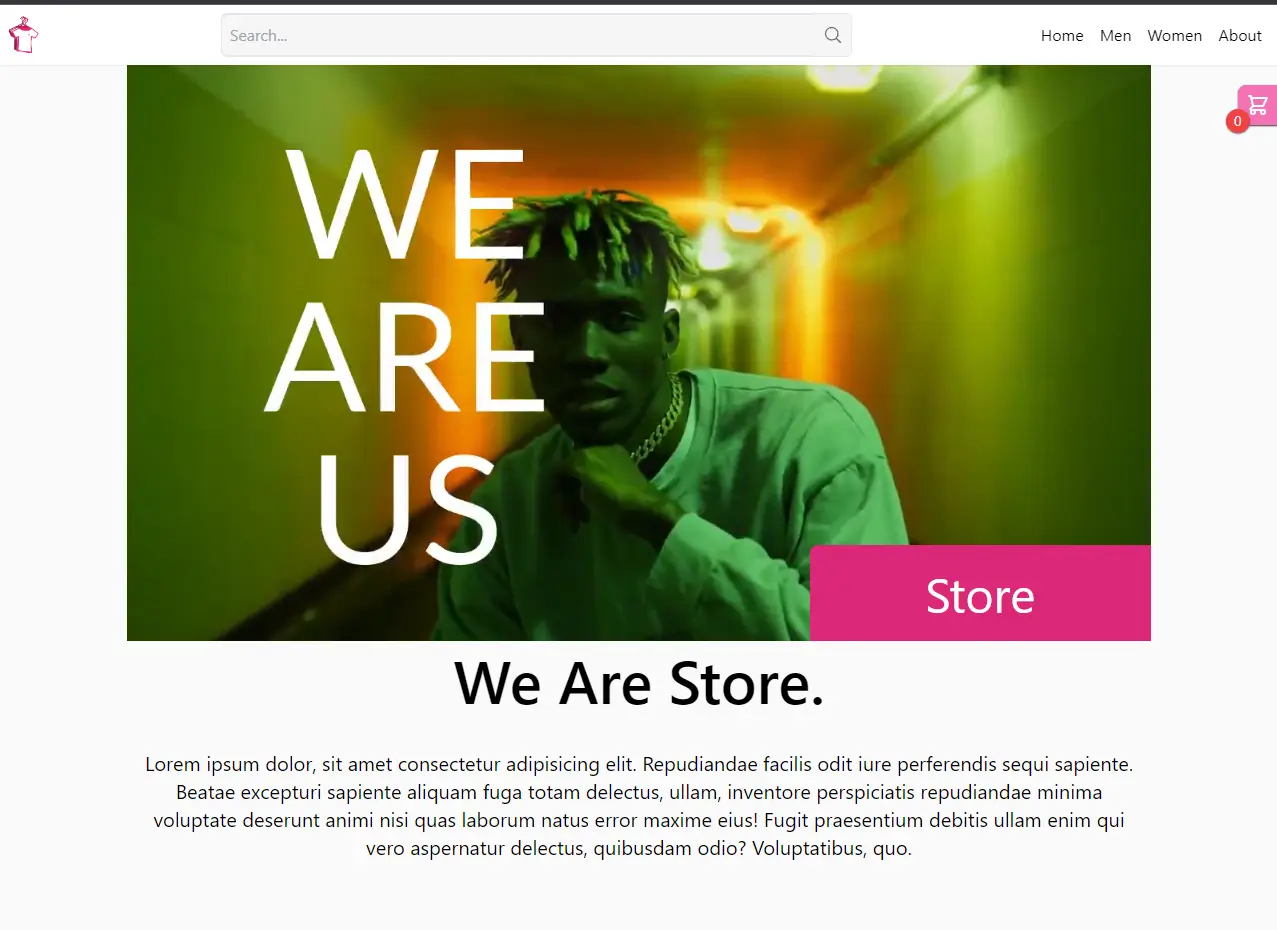 Search...
Home Men Women About
0
WE
ARE
US
Store
We Are Store.
Lorem ipsum dolor, sit amet consectetur adipisicing elit. Repudiandae facilis odit iure perferendis sequi sapiente.
Beatae excepturi sapiente aliquam fuga totam delectus, ullam, inventore perspiciatis repudiandae minima
voluptate deserunt animi nisi quas laborum natus error maxime eius! Fugit praesentium debitis ullam enim qui
vero aspernatur delectus, quibusdam odio? Voluptatibus, quo.